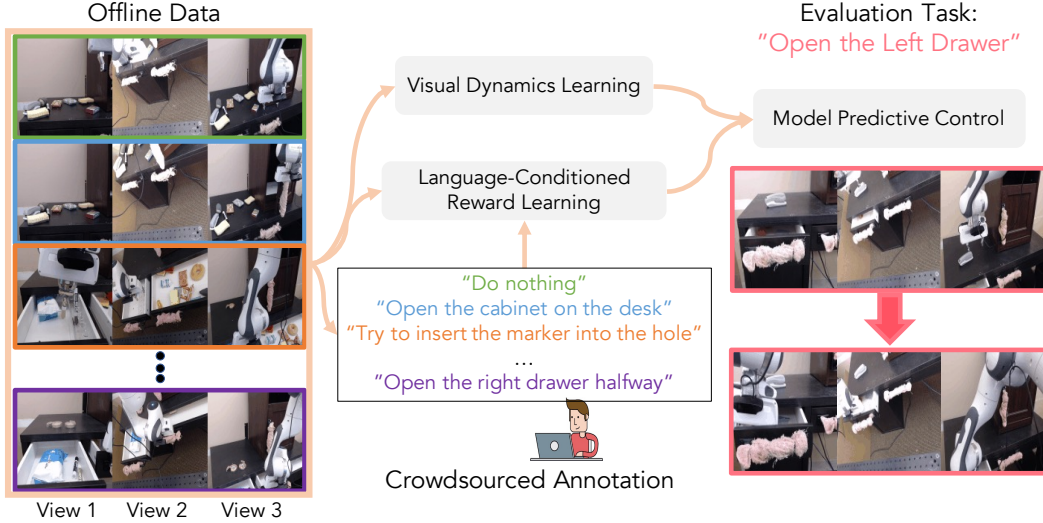 Offline Data
Evaluation Task:
"Open the Left Drawer"
Visual Dynamics Learning
Model Predictive Control
Language-Conditioned
Reward Learning
"Do nothing"
"Open the cabinet on the desk"
"Try to insert the marker into the hole"
...
"Open the right drawer halfway"
Crowdsourced Annotation
View 1 View 2 View 3